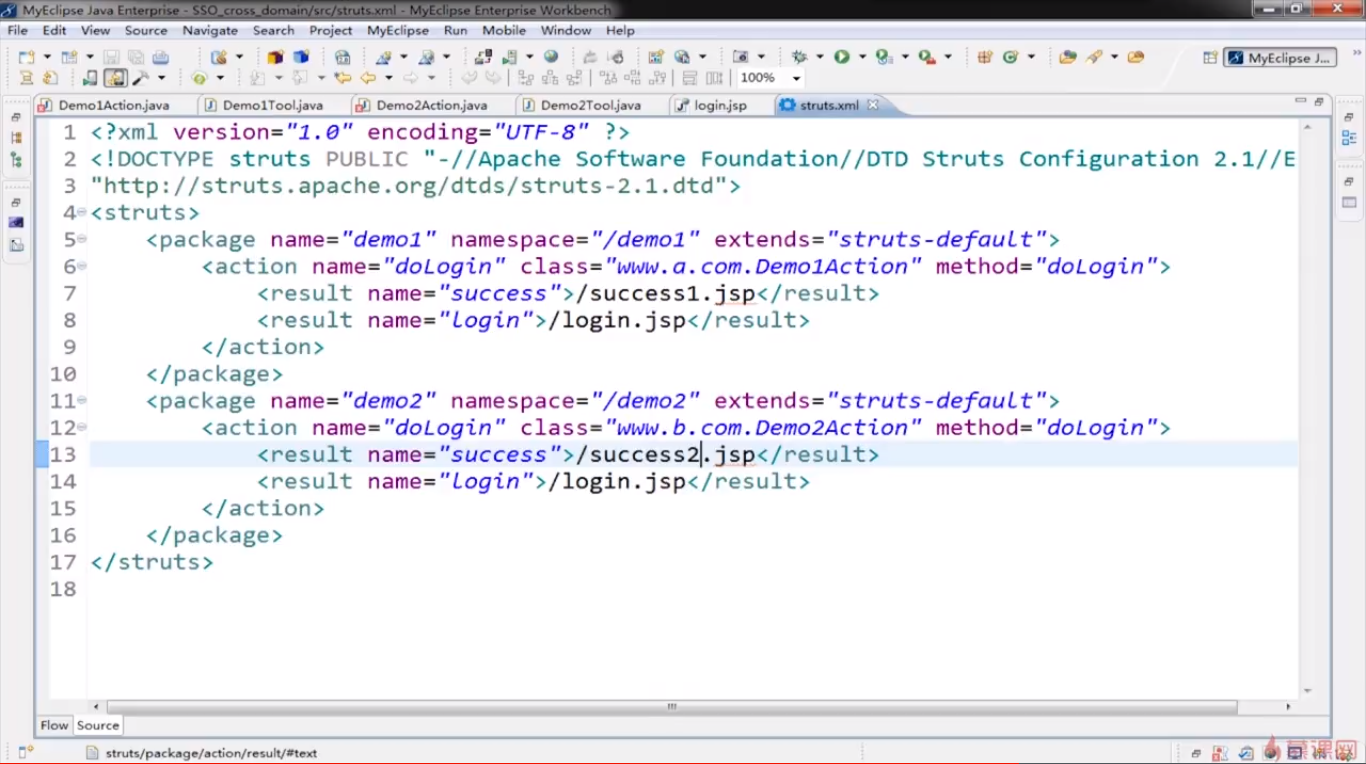 MyEclipse Java Enterprise - SSO_cross_domain/src/struts.xml - MyEclipse Enterprise Workbench
File Edit View Source Navigate Search Project MyEclipse Run Mobile Window Help
100%
MyEclipse J...
Demo1Action.java Demo1Tool.java Demo2Action.java Demo2Tool.java login.jsp struts.xml
1 <?xml version="1.0" encoding="UTF-8" ?>
2 <!DOCTYPE struts PUBLIC "-//Apache Software Foundation//DTD Struts Configuration 2.1//E
3 "http://struts.apache.org/dtds/struts-2.1.dtd">
4 <struts>
5 <package name="demo1" namespace="/demo1" extends="struts-default">
6 <action name="doLogin" class="www.a.com.Demo1Action" method="doLogin">
7 <result name="success">/success1.jsp</result>
8 <result name="login">/login.jsp</result>
9 </action>
10 </package>
11 <package name="demo2" namespace="/demo2" extends="struts-default">
12 <action name="doLogin" class="www.b.com.Demo2Action" method="doLogin">
13 <result name="success">/success2.jsp</result>
14 <result name="login">/login.jsp</result>
15 </action>
16 </package>
17 </struts>
18
Flow Source
struts/package/action/result/#text
慕课网